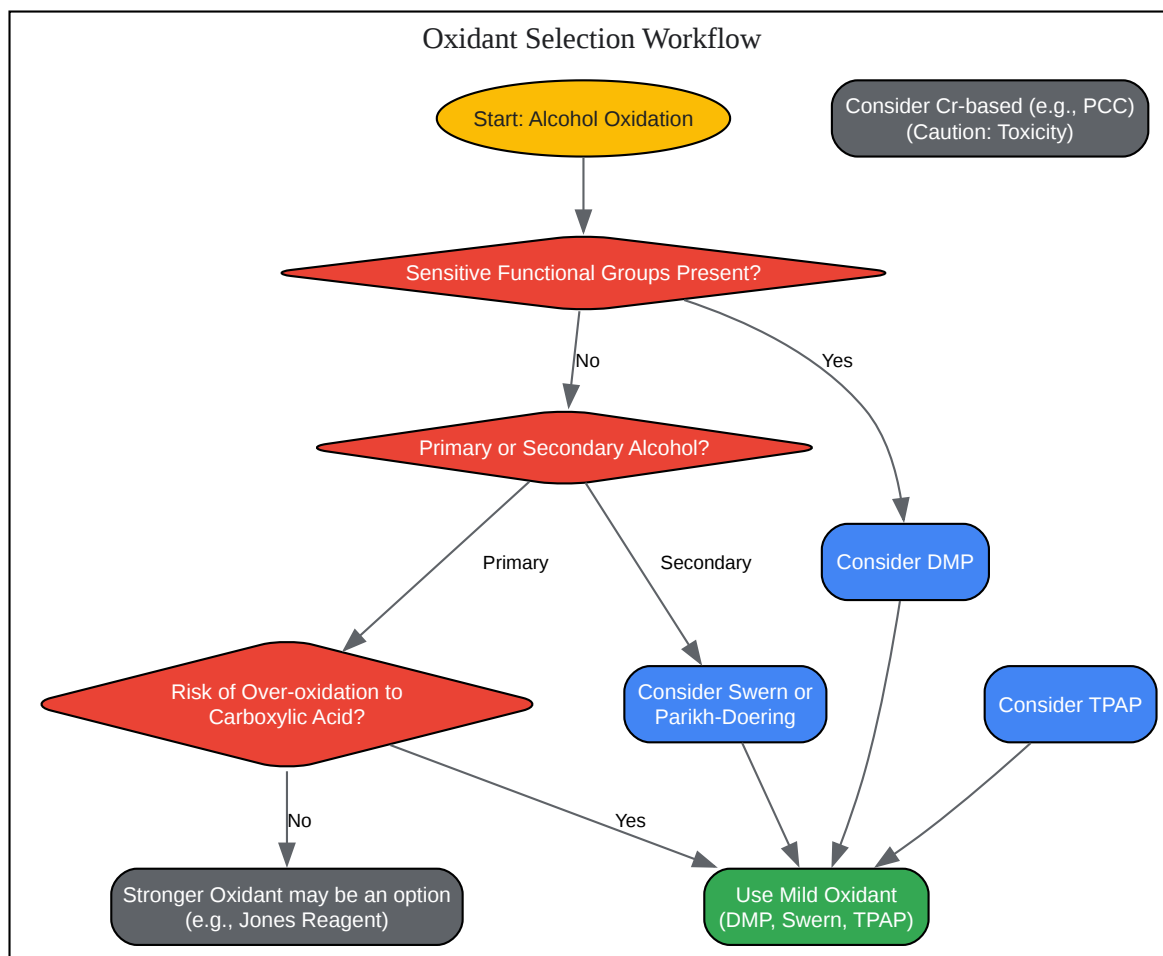 Oxidant Selection Workflow
Start: Alcohol Oxidation
Consider Cr-based (e.g., PCC)
(Caution: Toxicity)
Sensitive Functional Groups Present?
No
Yes
Primary or Secondary Alcohol?
Primary
Secondary
Consider DMP
Risk of Over-oxidation to
Carboxylic Acid?
Consider Swern or
Parikh-Doering
Consider TPAP
No
Yes
Stronger Oxidant may be an option
(e.g., Jones Reagent)
Use Mild Oxidant
(DMP, Swern, TPAP)